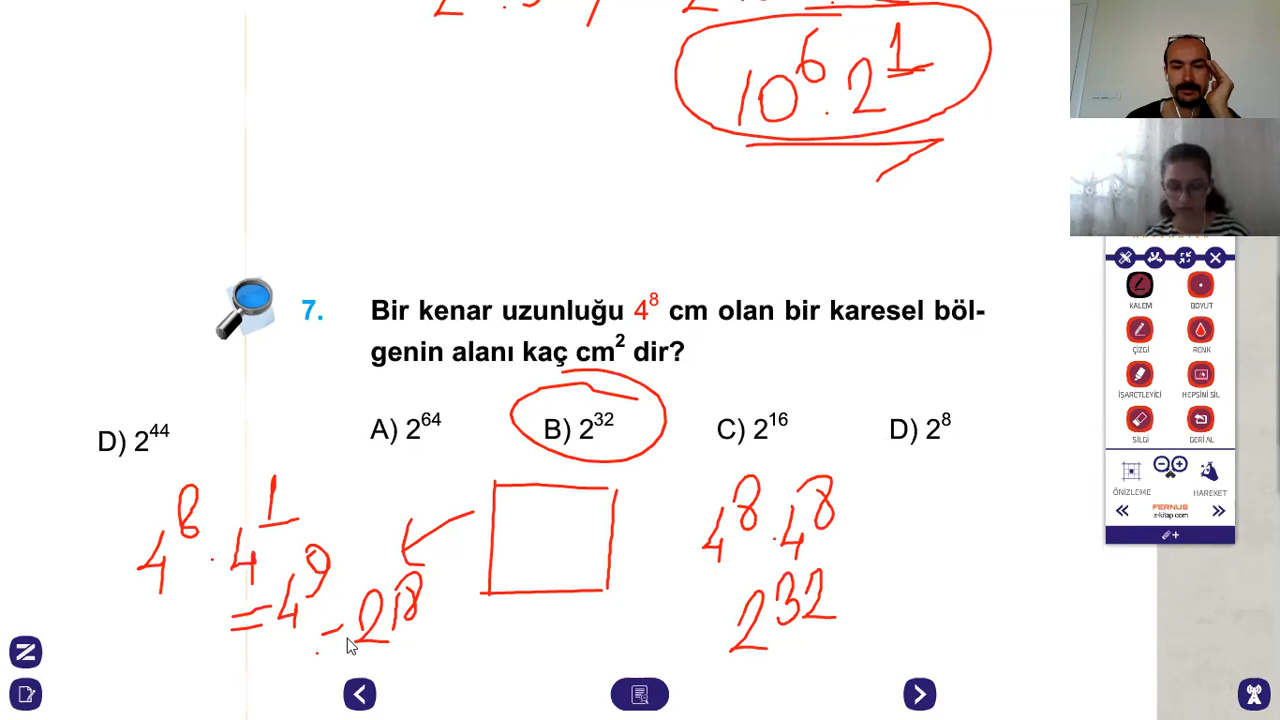 10⁶ . 2¹
7. Bir kenar uzunluğu 4⁸ cm olan bir karesel böl-
genin alanı kaç cm² dir?
D) 2⁴⁴
A) 2⁶⁴ B) 2³² C) 2¹⁶ D) 2⁸
4⁸ . 4¹
= 4⁹
= 2¹⁸
4⁸ . 4⁸
2³²
KALEM BOYUT
ÇİZGİ RENK
İŞARETLEYİCİ HEPSİNİ SİL
SİLGİ GERİ AL
ÖNİZLEME HAREKET
FERNUS
z-kitap.com